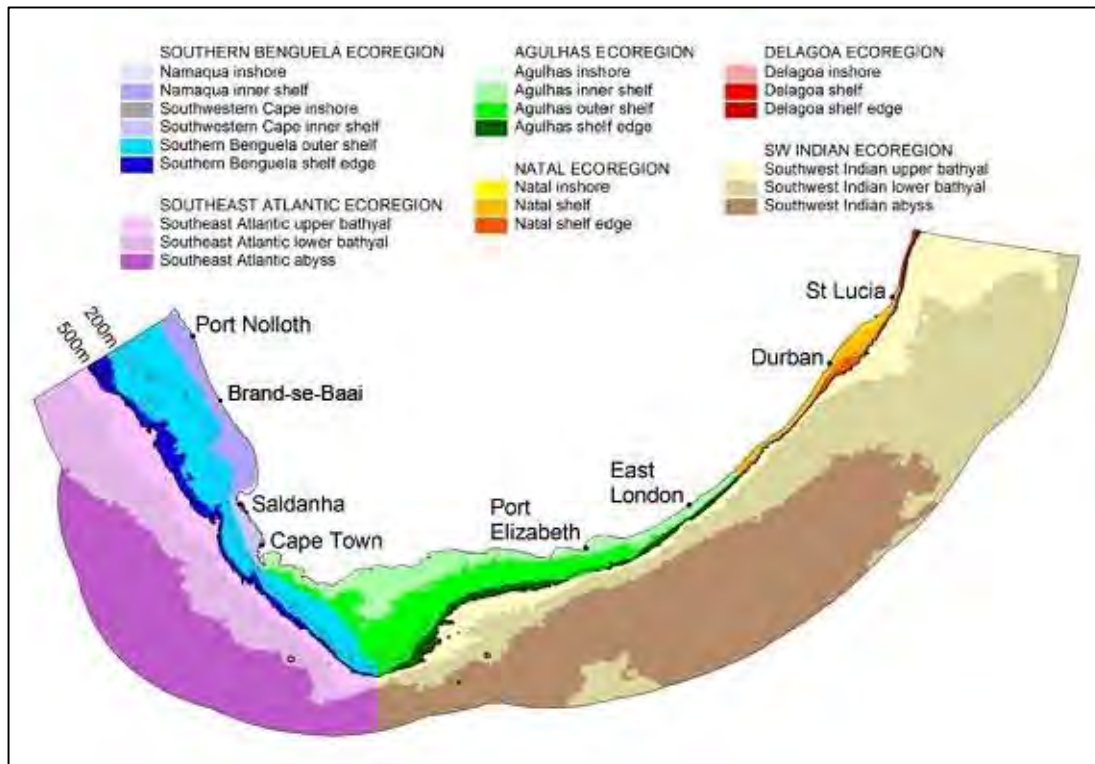 SOUTHERN BENGUELA ECOREGION
Namaqua inshore
Namaqua inner shelf
Southwestern Cape inshore
Southwestern Cape inner shelf
Southern Benguela outer shelf
Southern Benguela shelf edge
SOUTHEAST ATLANTIC ECOREGION
Southeast Atlantic upper bathyal
Southeast Atlantic lower bathyal
Southeast Atlantic abyss
AGULHAS ECOREGION
Agulhas inshore
Agulhas inner shelf
Agulhas outer shelf
Agulhas shelf edge
NATAL ECOREGION
Natal inshore
Natal shelf
Natal shelf edge
DELAGOA ECOREGION
Delagoa inshore
Delagoa shelf
Delagoa shelf edge
SW INDIAN ECOREGION
Southwest Indian upper bathyal
Southwest Indian lower bathyal
Southwest Indian abyss
500m
200m
Port Nolloth
Brand-se-Baai
Saldanha
Cape Town
Port
Elizabeth
East
London
Durban
St Lucia